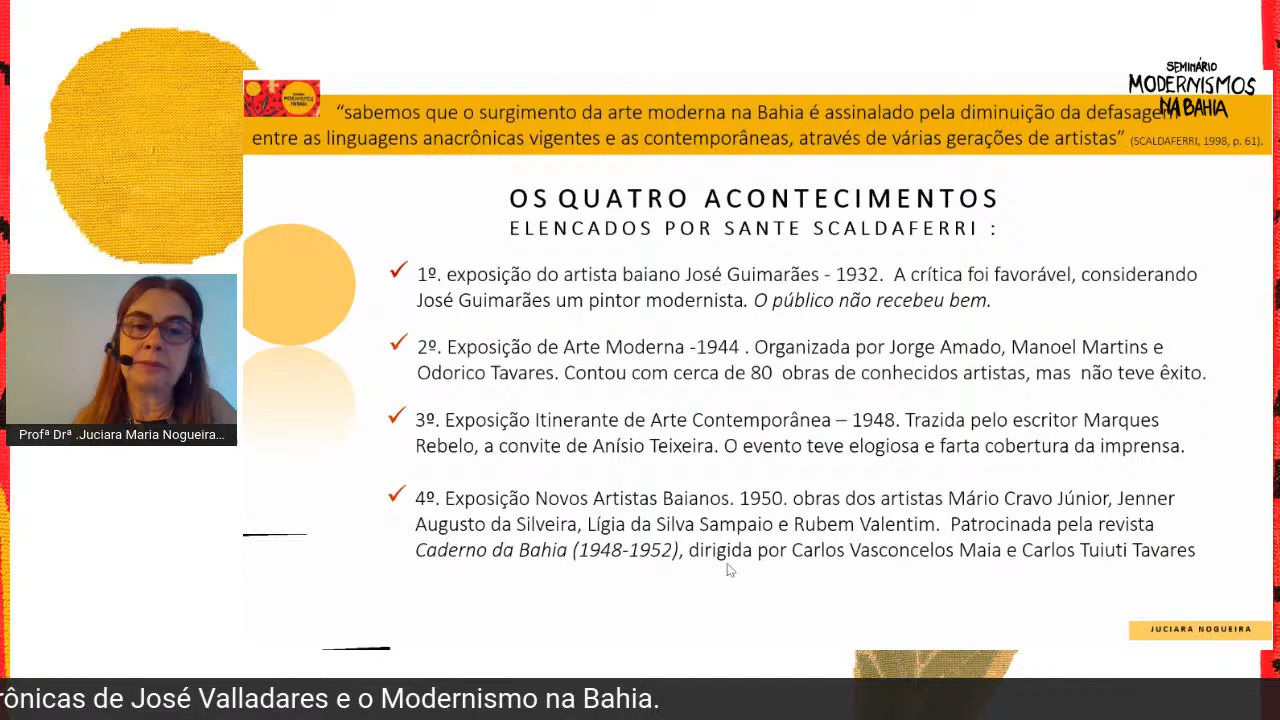 SEMINÁRIO
MODERNISMOS
NA BAHIA
MODERNISMOS
NA BAHIA
“sabemos que o surgimento da arte moderna na Bahia é assinalado pela diminuição da defasagem
entre as linguagens anacrônicas vigentes e as contemporâneas, através de várias gerações de artistas” (SCALDAFERRI, 1998, p. 61).
OS QUATRO ACONTECIMENTOS
ELENCADOS POR SANTE SCALDAFERRI :
1º. exposição do artista baiano José Guimarães - 1932. A crítica foi favorável, considerando
José Guimarães um pintor modernista. O público não recebeu bem.
2º. Exposição de Arte Moderna -1944 . Organizada por Jorge Amado, Manoel Martins e
Odorico Tavares. Contou com cerca de 80 obras de conhecidos artistas, mas não teve êxito.
3º. Exposição Itinerante de Arte Contemporânea – 1948. Trazida pelo escritor Marques
Rebelo, a convite de Anísio Teixeira. O evento teve elogiosa e farta cobertura da imprensa.
4º. Exposição Novos Artistas Baianos. 1950. obras dos artistas Mário Cravo Júnior, Jenner
Augusto da Silveira, Lígia da Silva Sampaio e Rubem Valentim. Patrocinada pela revista
Caderno da Bahia (1948-1952), dirigida por Carlos Vasconcelos Maia e Carlos Tuiuti Tavares
Profª Drª .Juciara Maria Nogueira...
JUCIARA NOGUEIRA
rônicas de José Valladares e o Modernismo na Bahia.